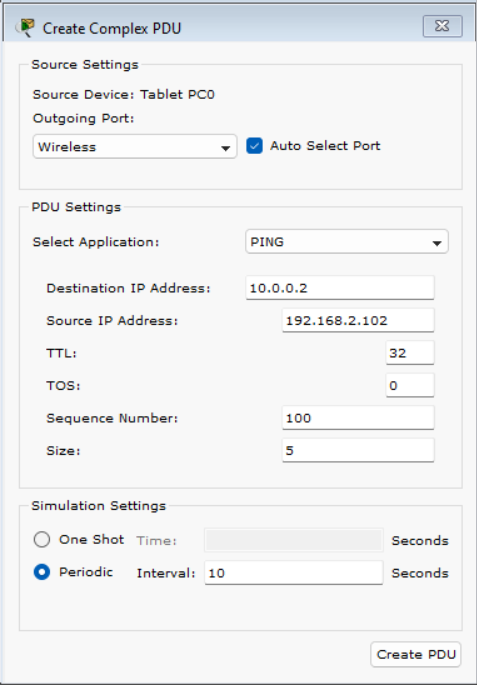 Create Complex PDU
Source Settings
Source Device: Tablet PC0
Outgoing Port:
Wireless Auto Select Port
PDU Settings
Select Application: PING
Destination IP Address: 10.0.0.2
Source IP Address: 192.168.2.102
TTL: 32
TOS: 0
Sequence Number: 100
Size: 5
Simulation Settings
One Shot Time: Seconds
Periodic Interval: 10 Seconds
Create PDU